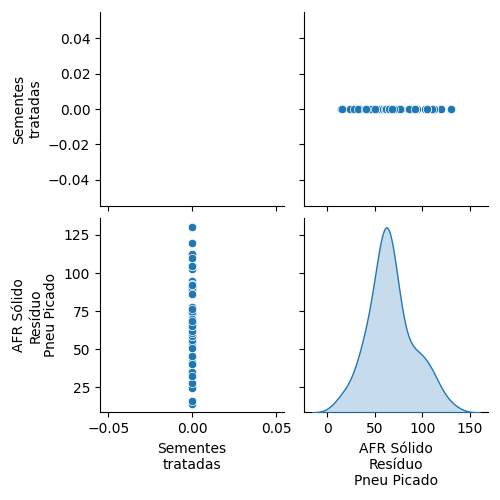 0.04
0.02
0.00
−0.02
−0.04
Sementes
tratadas
125
100
75
50
25
AFR Sólido
Resíduo
Pneu Picado
−0.05
0.00
0.05
Sementes
tratadas
0
50
100
150
AFR Sólido
Resíduo
Pneu Picado